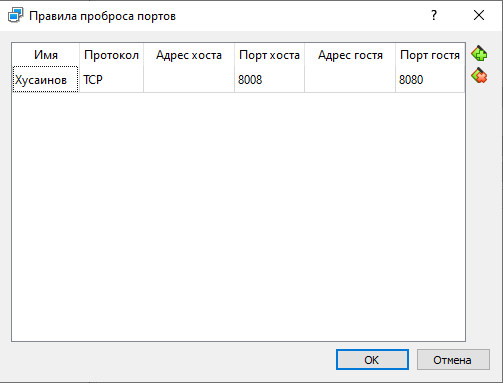 Правила проброса портов
Имя Протокол Адрес хоста Порт хоста Адрес гостя Порт гостя
Хусаинов TCP 8008 8080
OK Отмена